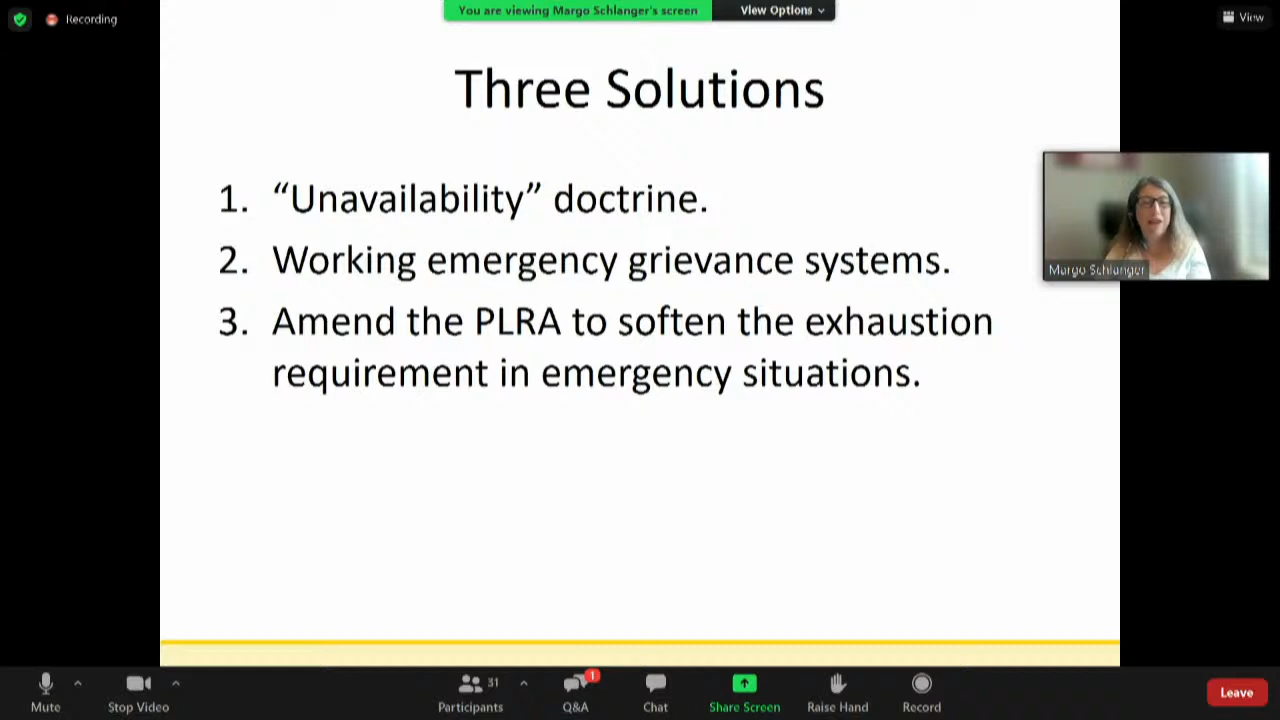 You are viewing Margo Schlanger's screen
View Options
Recording
View
Three Solutions
1. “Unavailability” doctrine.
2. Working emergency grievance systems.
3. Amend the PLRA to soften the exhaustion
requirement in emergency situations.
Margo Schlanger
31
1
Mute
Stop Video
Participants
Q&A
Chat
Share Screen
Raise Hand
Record
Leave